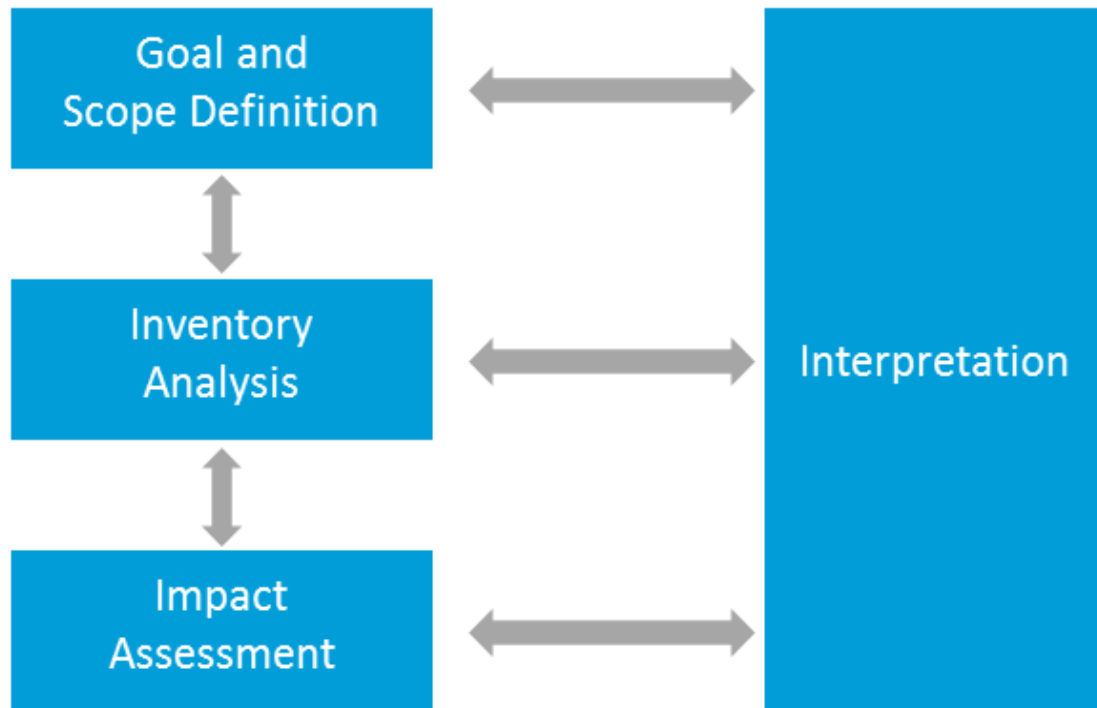 Goal and
Scope Definition
Inventory
Analysis
Interpretation
Impact
Assessment